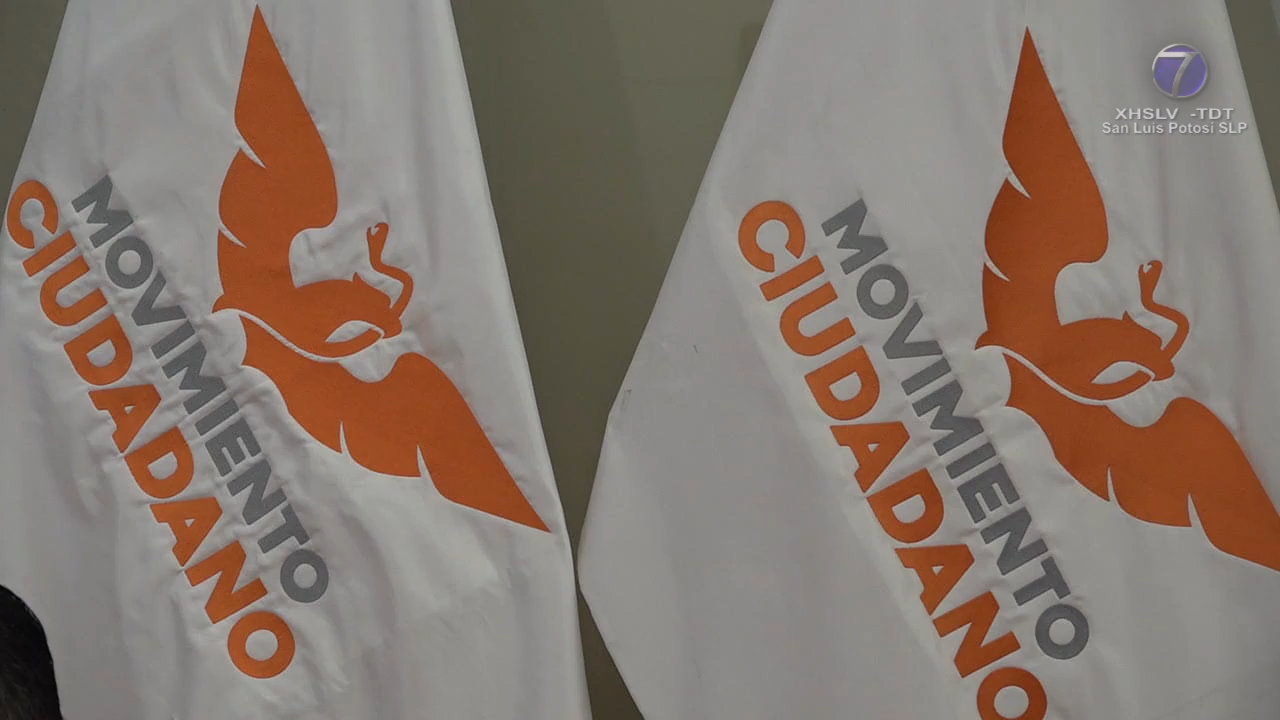 MOVIMIENTO
CIUDADANO
MOVIMIENTO
CIUDADANO
7
XHSLV -TDT
San Luis Potosi SLP